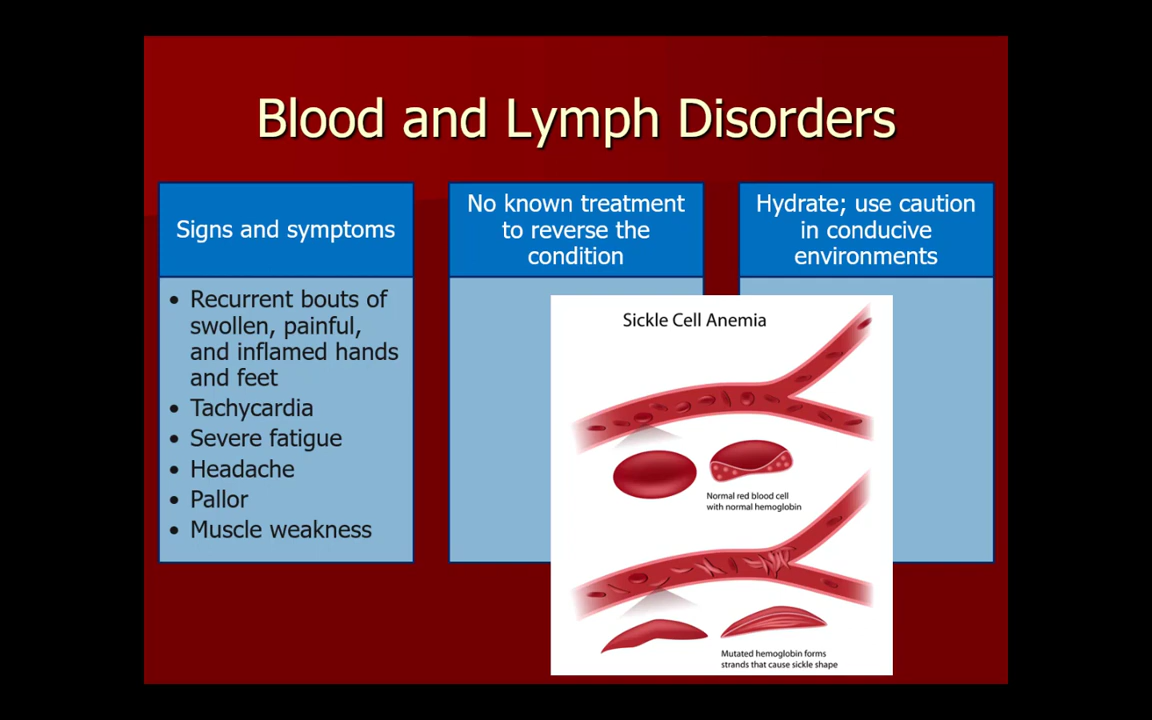 Blood and Lymph Disorders
Signs and symptoms
• Recurrent bouts of
swollen, painful,
and inflamed hands
and feet
• Tachycardia
• Severe fatigue
• Headache
• Pallor
• Muscle weakness
No known treatment
to reverse the
condition
Hydrate; use caution
in conducive
environments
Sickle Cell Anemia
Normal red blood cell
with normal hemoglobin
Mutated hemoglobin forms
strands that cause sickle shape